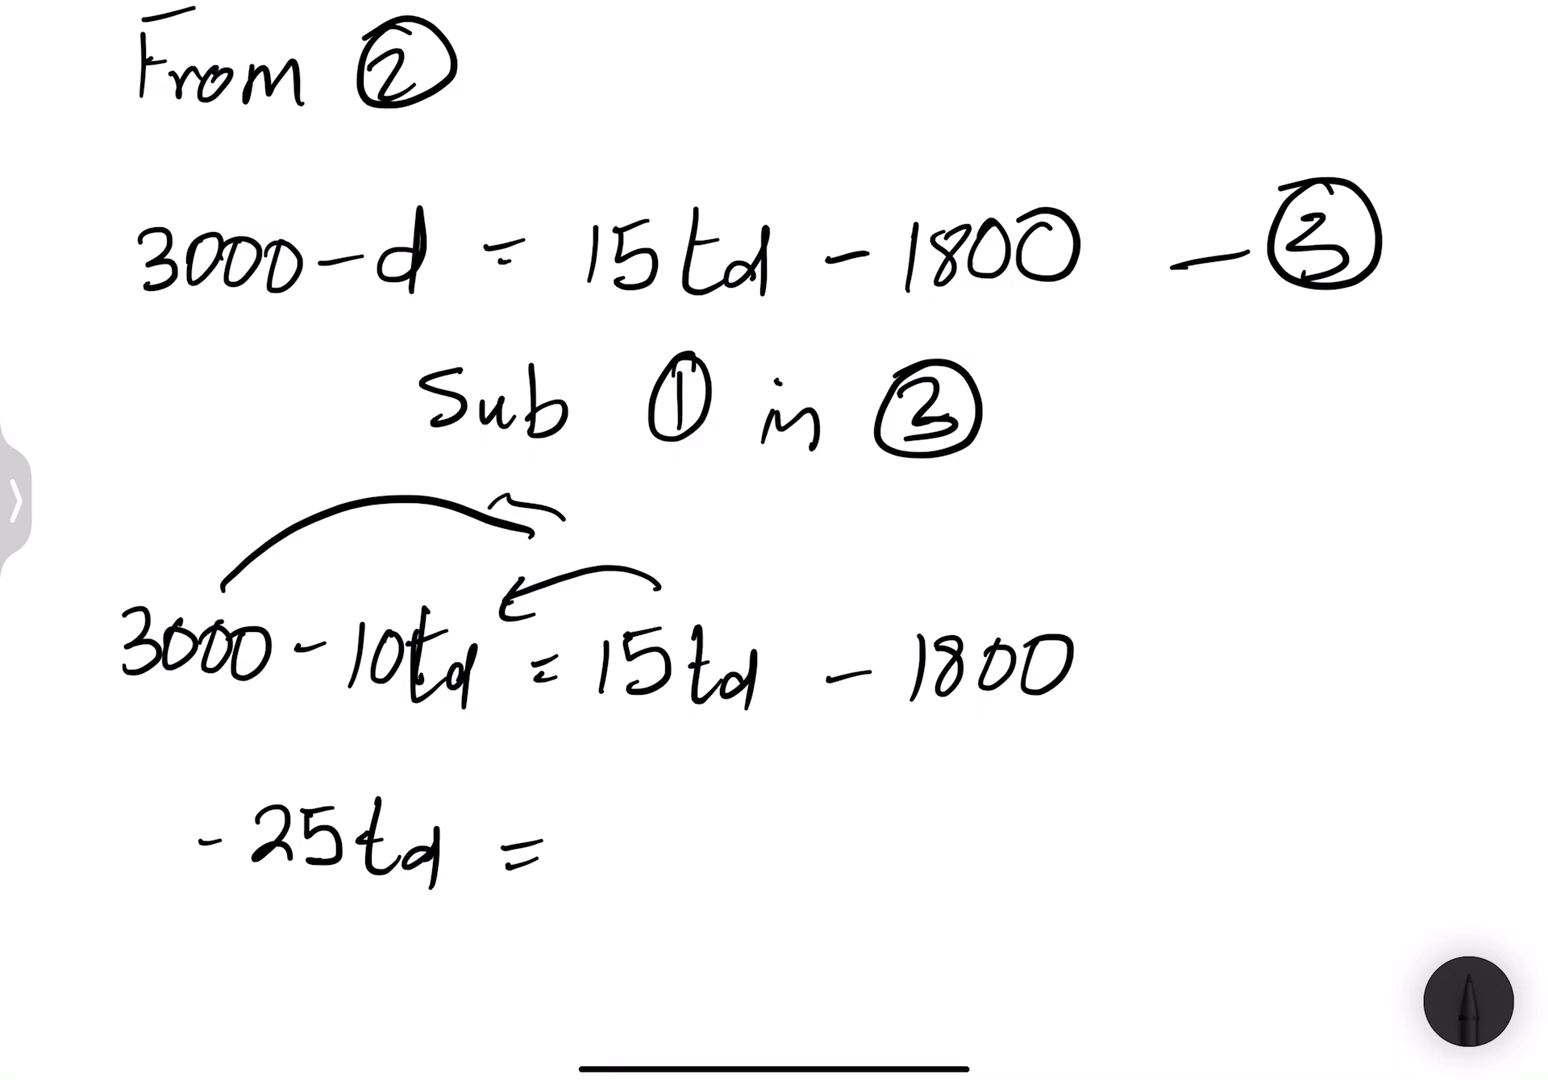 From ②
3000 - d = 15td - 1800 - ③
Sub ① in ③
3000 - 10td = 15td - 1800
- 25td =